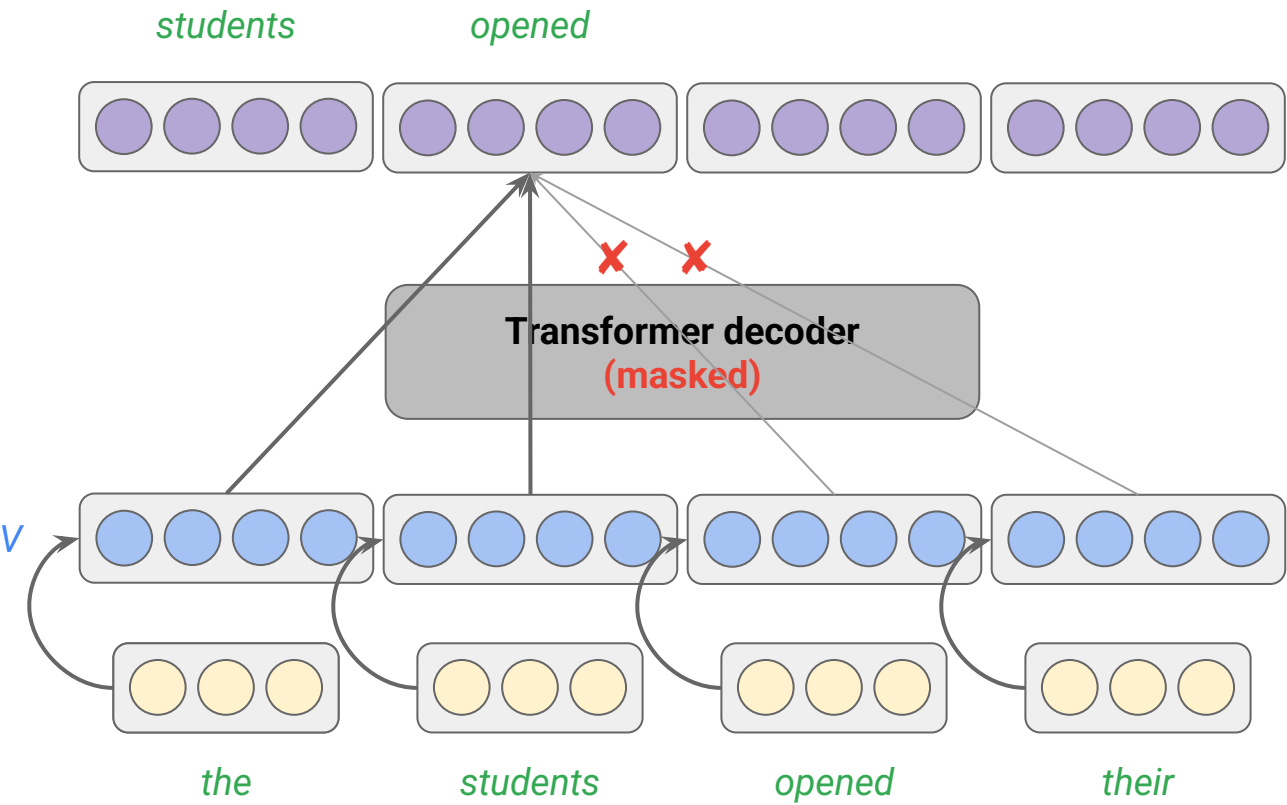 students opened
Transformer decoder
(masked)
V
the students opened their